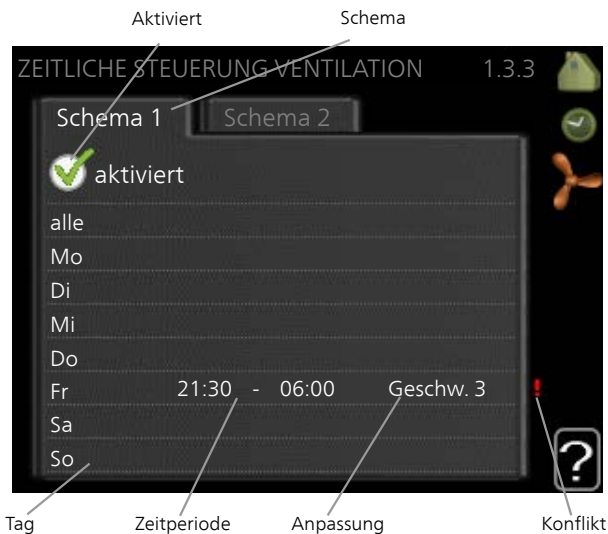 Aktiviert Schema
ZEITLICHE STEUERUNG VENTILATION 1.3.3
Schema 1 Schema 2
aktiviert
alle
Mo
Di
Mi
Do
Fr 21:30 - 06:00 Geschw. 3 !
Sa
So
?
Tag Zeitperiode Anpassung Konflikt